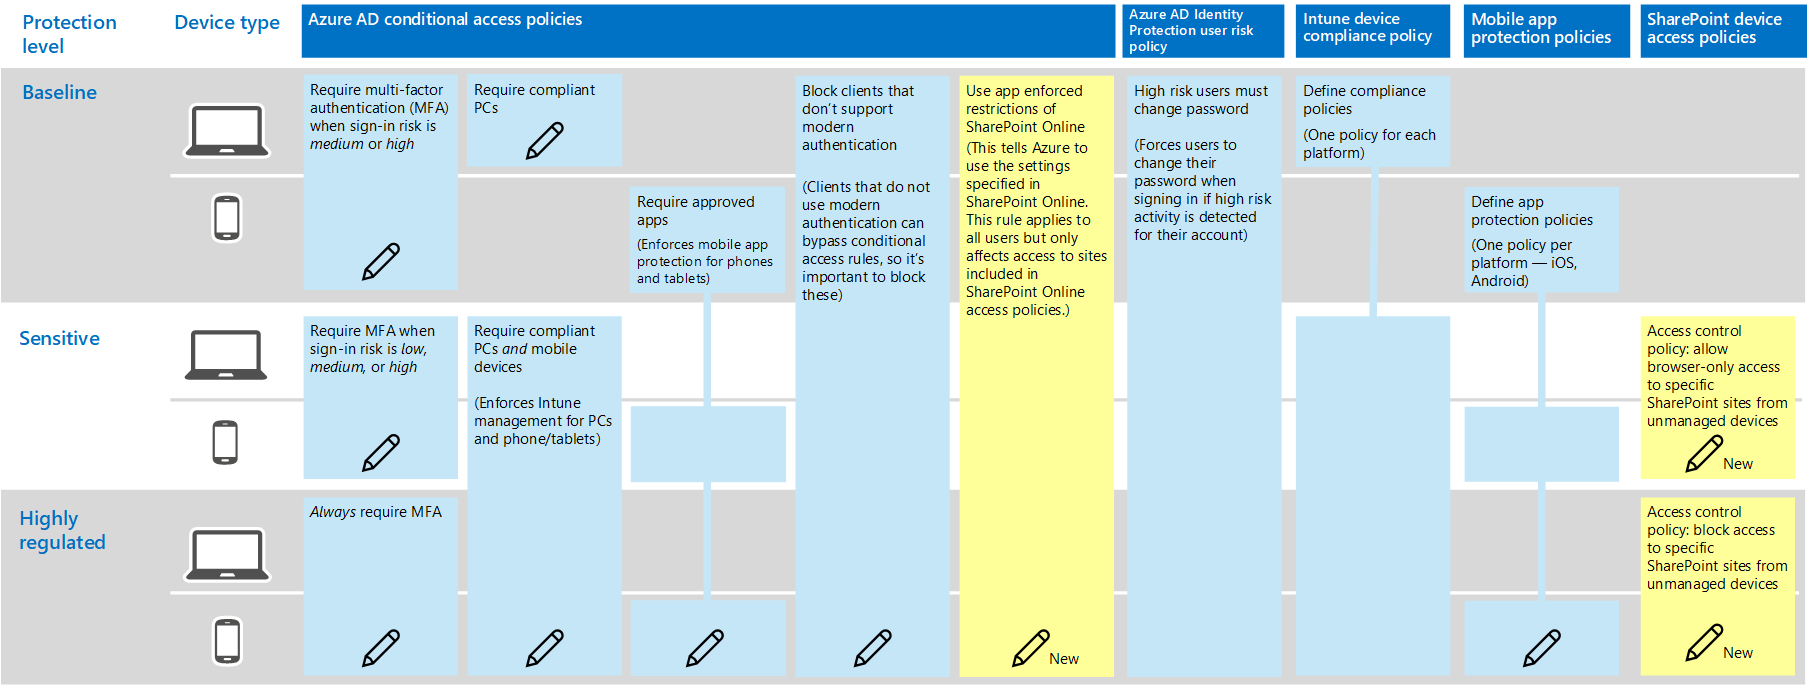 Protection
level
Device type
Azure AD conditional access policies
Azure AD Identity
Protection user risk
policy
Intune device
compliance policy
Mobile app
protection policies
SharePoint device
access policies
Baseline
Require multi-factor
authentication (MFA)
when sign-in risk is
medium or high
Require compliant
PCs
Require approved
apps
(Enforces mobile app
protection for phones
and tablets)
Block clients that
don’t support
modern
authentication
(Clients that do not
use modern
authentication can
bypass conditional
access rules, so it’s
important to block
these)
Use app enforced
restrictions of
SharePoint Online
(This tells Azure to
use the settings
specified in
SharePoint Online.
This rule applies to
all users but only
affects access to sites
included in
SharePoint Online
access policies.)
High risk users must
change password
(Forces users to
change their
password when
signing in if high risk
activity is detected
for their account)
Define compliance
policies
(One policy for each
platform)
Define app
protection policies
(One policy per
platform — iOS,
Android)
Sensitive
Require MFA when
sign-in risk is low,
medium, or high
Require compliant
PCs and mobile
devices
(Enforces Intune
management for PCs
and phone/tablets)
Access control
policy: allow
browser-only access
to specific
SharePoint sites from
unmanaged devices
New
Highly
regulated
Always require MFA
New
Access control
policy: block access
to specific
SharePoint sites from
unmanaged devices
New